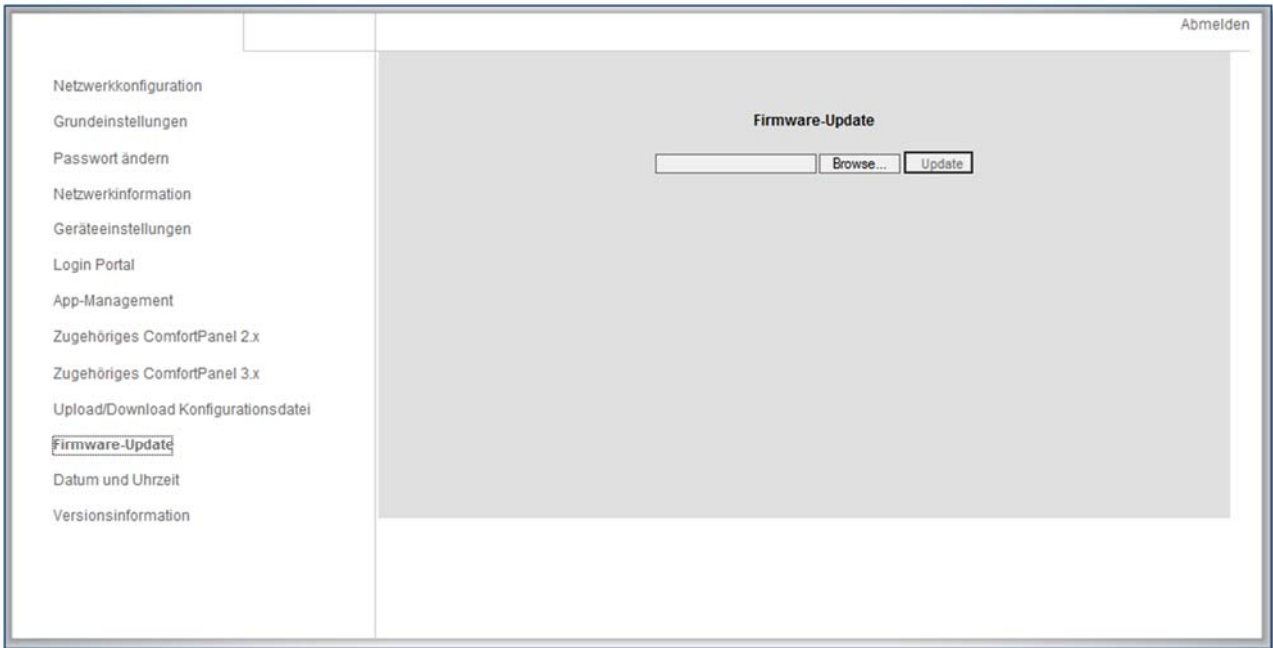 Abmelden
Netzwerkkonfiguration
Grundeinstellungen
Passwort ändern
Netzwerkinformation
Geräteeinstellungen
Login Portal
App-Management
Zugehöriges ComfortPanel 2.x
Zugehöriges ComfortPanel 3.x
Upload/Download Konfigurationsdatei
Firmware-Update
Datum und Uhrzeit
Versionsinformation
Firmware-Update
Browse... Update